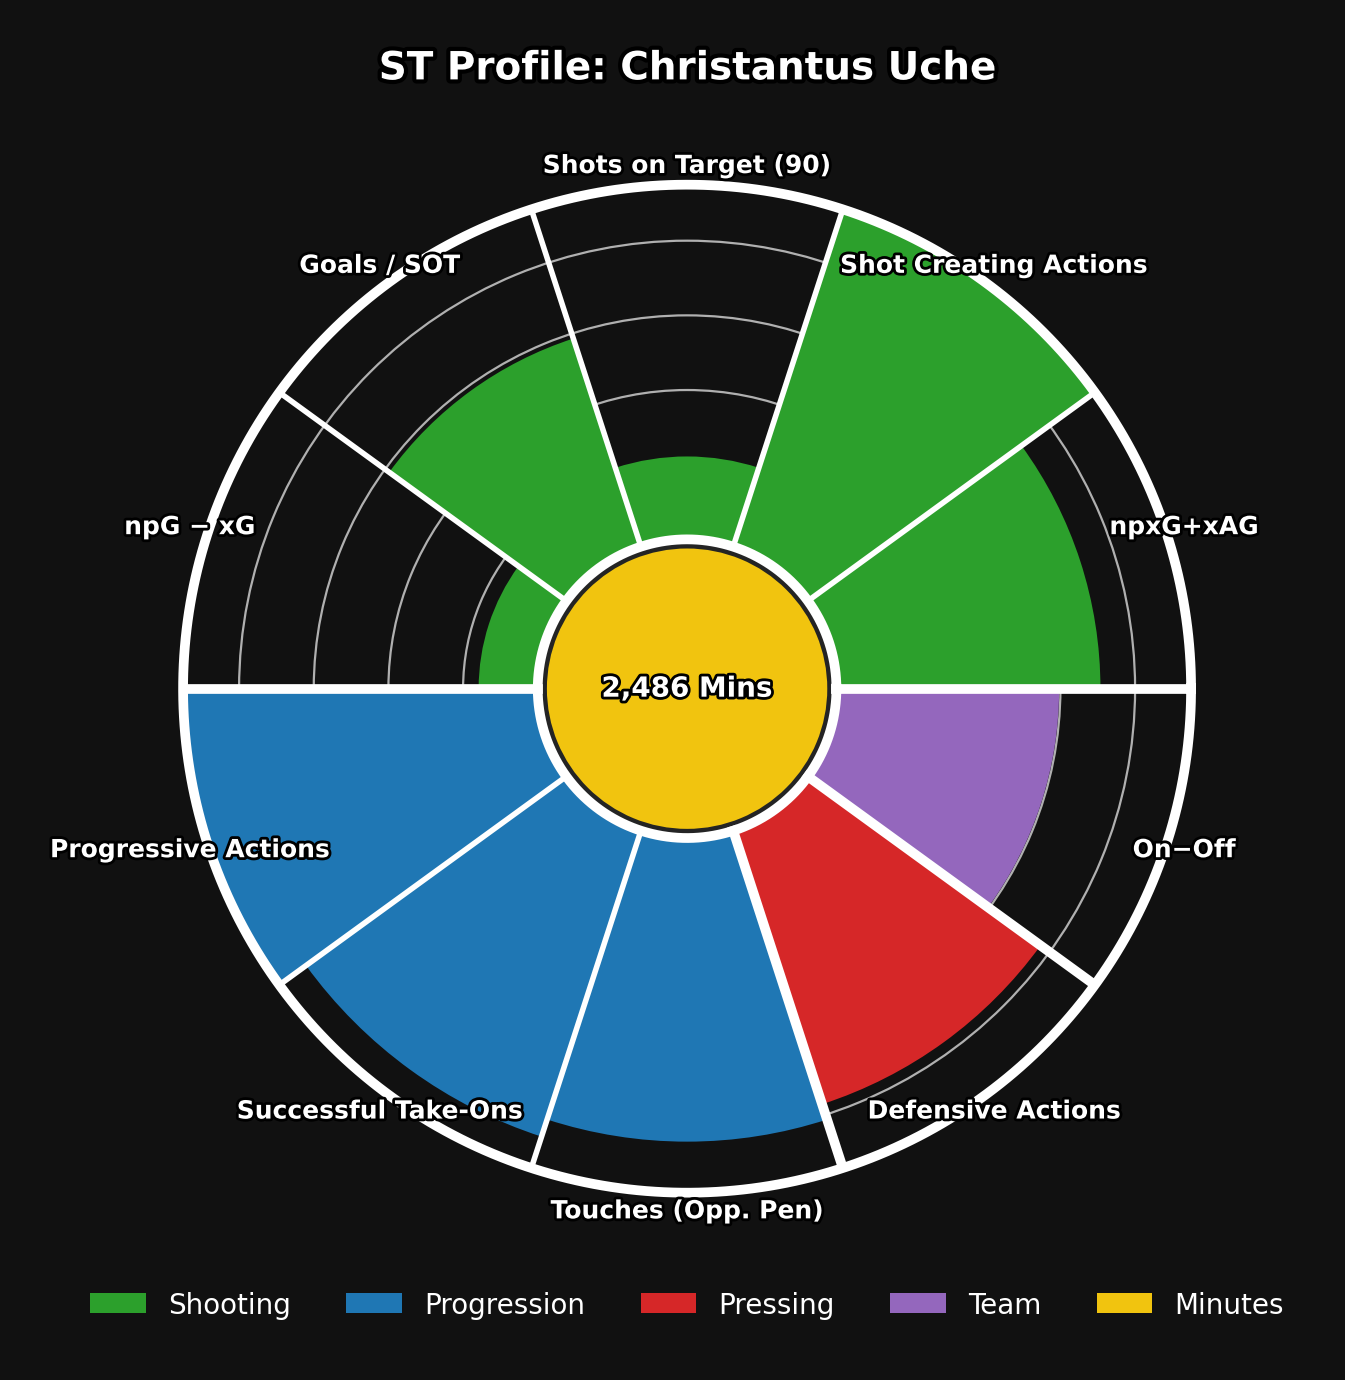 ST Profile: Christantus Uche
Shots on Target (90)
Goals / SOT
Shot Creating Actions
npG − xG
npxG+xAG
2,486 Mins
Progressive Actions
On−Off
Successful Take-Ons
Defensive Actions
Touches (Opp. Pen)
Shooting
Progression
Pressing
Team
Minutes